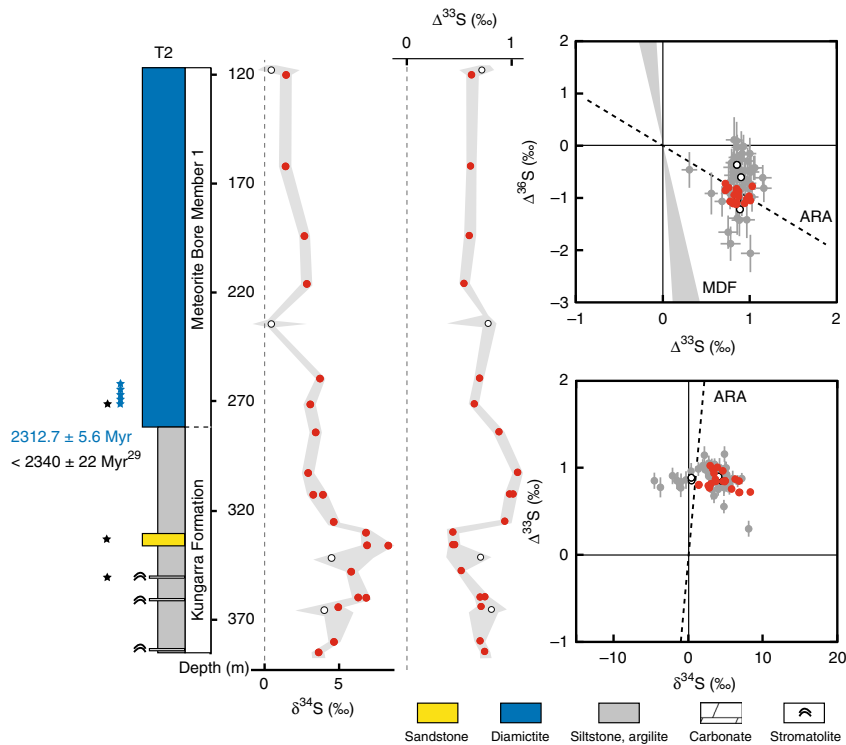 T2
Meteorite Bore Member 1
Kungarra Formation
2312.7 ± 5.6 Myr
< 2340 ± 22 Myr29
120
170
220
270
320
370
Depth (m)
0 5
δ34S (‰)
Δ33S (‰)
0 1
2
1
0
−1
−2
−3
Δ36S (‰)
ARA
MDF
−1 0 1 2
Δ33S (‰)
2
1
0
−1
Δ33S (‰)
ARA
−10 0 10 20
δ34S (‰)
Sandstone
Diamictite
Siltstone, argilite
Carbonate
Stromatolite